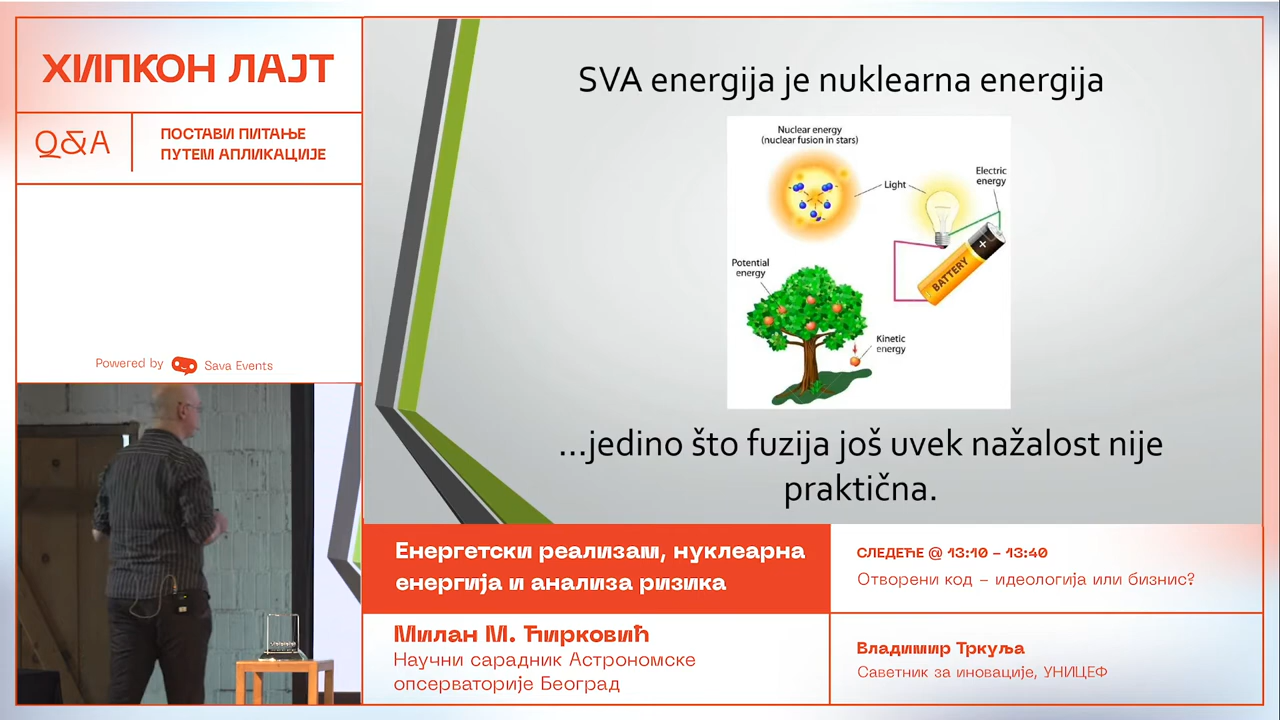 ХИПКОН ЛАЈТ
Q&A
ПОСТАВИ ПИТАЊЕ
ПУТЕМ АПЛИКАЦИЈЕ
Powered by Sava Events
SVA energija je nuklearna energija
Nuclear energy
(nuclear fusion in stars)
Light
Electric
energy
BATTERY
Potential
energy
Kinetic
energy
...jedino što fuzija još uvek nažalost nije
praktična.
Енергетски реализам, нуклеарна
енергија и анализа ризика
Милан М. Ћирковић
Научни сарадник Астрономске
опсерваторије Београд
СЛЕДЕЋЕ @ 13:10 – 13:40
Отворени код – идеологија или бизнис?
Владимир Тркуља
Саветник за иновације, УНИЦЕФ